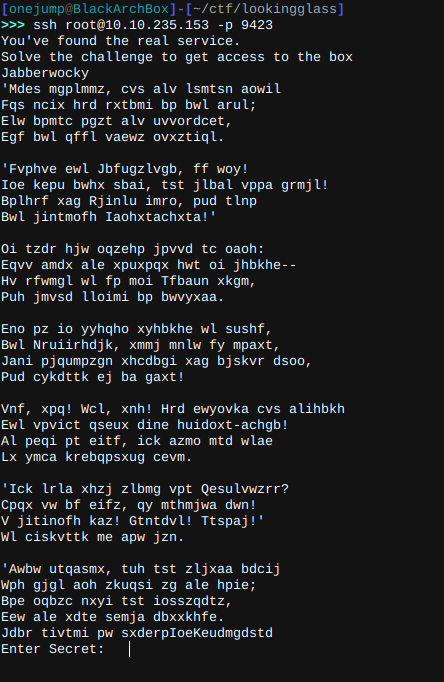 [onejump@BlackArchBox]-[~/ctf/lookingglass]
>>> ssh root@10.10.235.153 -p 9423
You've found the real service.
Solve the challenge to get access to the box
Jabberwocky
'Mdes mgplmmz, cvs alv lsmtsn aowil
Fqs ncix hrd rxtbmi bp bwl arul;
Elw bpmtc pgzt alv uvvordcet,
Egf bwl qffl vaewz ovxztiql.

'Fvphve ewl Jbfugzlvgb, ff woy!
Ioe kepu bwhx sbai, tst jlbal vppa grmjl!
Bplhrf xag Rjinlu imro, pud tlnp
Bwl jintmofh Iaohxtachxta!'

Oi tzdr hjw oqzehp jpvvd tc oaoh:
Eqvv amdx ale xpuxpqx hwt oi jhbkhe--
Hv rfwmgl wl fp moi Tfbaun xkgm,
Puh jmvsd lloimi bp bwvyxaa.

Eno pz io yyhqho xyhbkhe wl sushf,
Bwl Nruiirhdjk, xmmj mnlw fy mpaxt,
Jani pjqumpzgn xhcdbgi xag bjskvr dsoo,
Pud cykdttk ej ba gaxt!

Vnf, xpq! Wcl, xnh! Hrd ewyovka cvs alihbkh
Ewl vpvict qseux dine huidoxt-achgb!
Al peqi pt eitf, ick azmo mtd wlae
Lx ymca krebqpsxug cevm.

'Ick lrla xhzj zlbmg vpt Qesulvwzrr?
Cpqx vw bf eifz, qy mthmjwa dwn!
V jitinofh kaz! Gtntdvl! Ttspaj!'
Wl ciskvttk me apw jzn.

'Awbw utqasmx, tuh tst zljxaa bdcij
Wph gjgl aoh zkuqsi zg ale hpie;
Bpe oqbzc nxyi tst iosszqdtz,
Eew ale xdte semja dbxxkhfe.
Jdbr tivtmi pw sxderpIoeKeudmgdstd
Enter Secret: